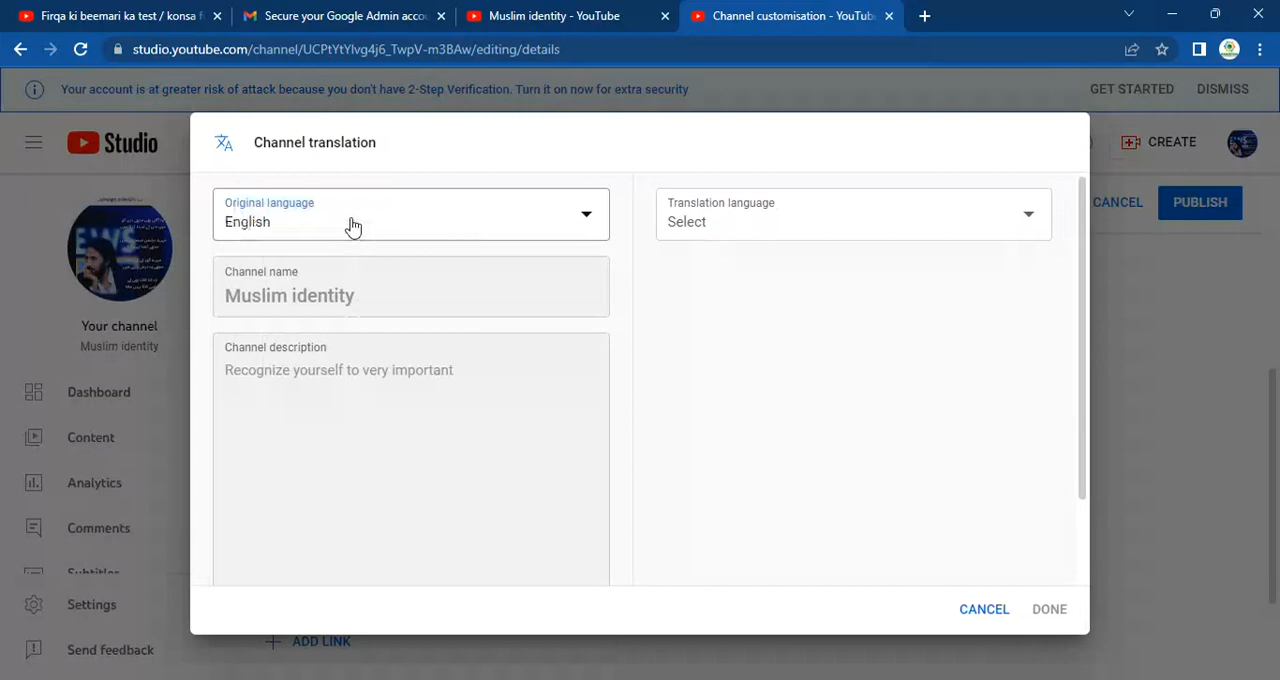 Firqa ki beemari ka test / konsa f
Secure your Google Admin accou
Muslim identity - YouTube
Channel customisation - YouTub
studio.youtube.com/channel/UCPtYtYlvg4j6_TwpV-m38Aw/editing/details
Your account is at greater risk of attack because you don't have 2-Step Verification. Turn it on now for extra security
GET STARTED
DISMISS
Studio
Channel translation
CREATE
CANCEL
PUBLISH
Original language
English
Translation language
Select
Channel name
Muslim identity
Channel description
Recognize yourself to very important
Your channel
Muslim identity
Dashboard
Content
Analytics
Comments
Subtitles
Settings
Send feedback
ADD LINK
CANCEL
DONE